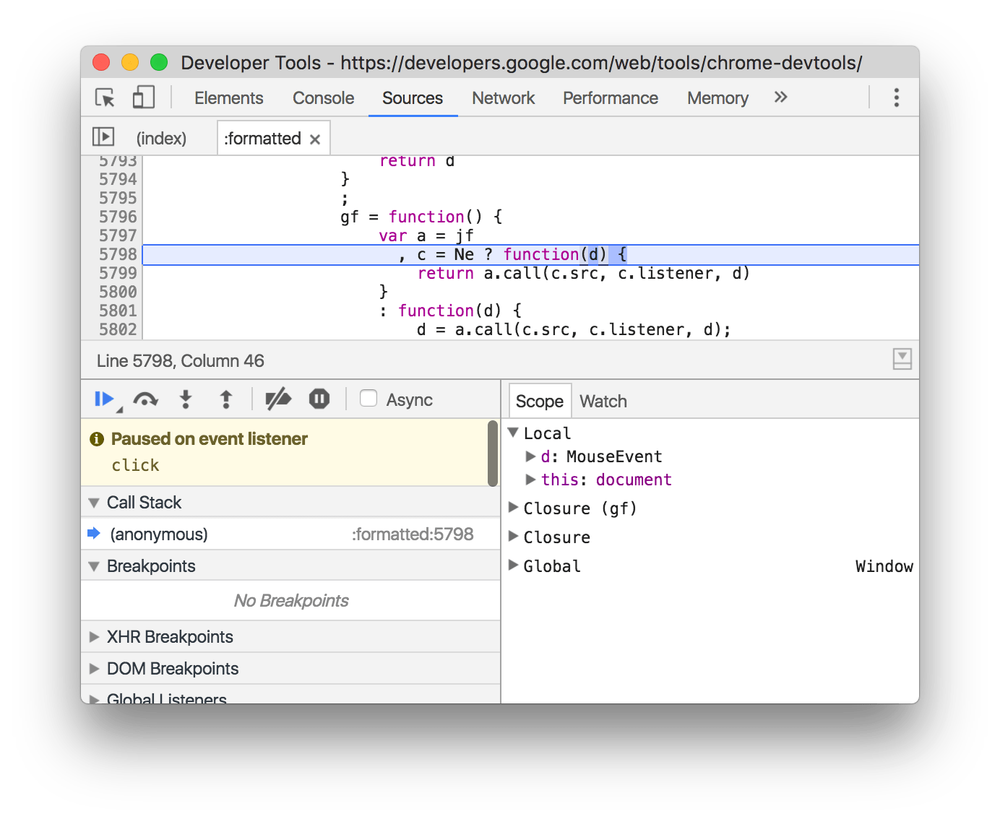 Developer Tools - https://developers.google.com/web/tools/chrome-devtools/
Elements Console Sources Network Performance Memory »
(index) :formatted ×
5793 return d
5794 }
5795 ;
5796 gf = function() {
5797 var a = jf
5798 , c = Ne ? function(d) {
5799 return a.call(c.src, c.listener, d)
5800 }
5801 : function(d) {
5802 d = a.call(c.src, c.listener, d);
Line 5798, Column 46
Async
Paused on event listener
click
Call Stack
(anonymous) :formatted:5798
Breakpoints
No Breakpoints
XHR Breakpoints
DOM Breakpoints
Global Listeners
Scope Watch
Local
d: MouseEvent
this: document
Closure (gf)
Closure
Global Window